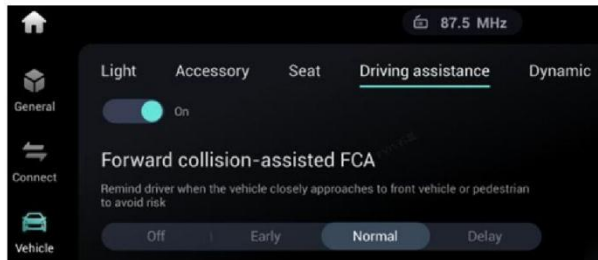 87.5 MHz
Light Accessory Seat Driving assistance Dynamic
General
On
Forward collision-assisted FCA
Connect
Remind driver when the vehicle closely approaches to front vehicle or pedestrian
to avoid risk
Off Early Normal Delay
Vehicle